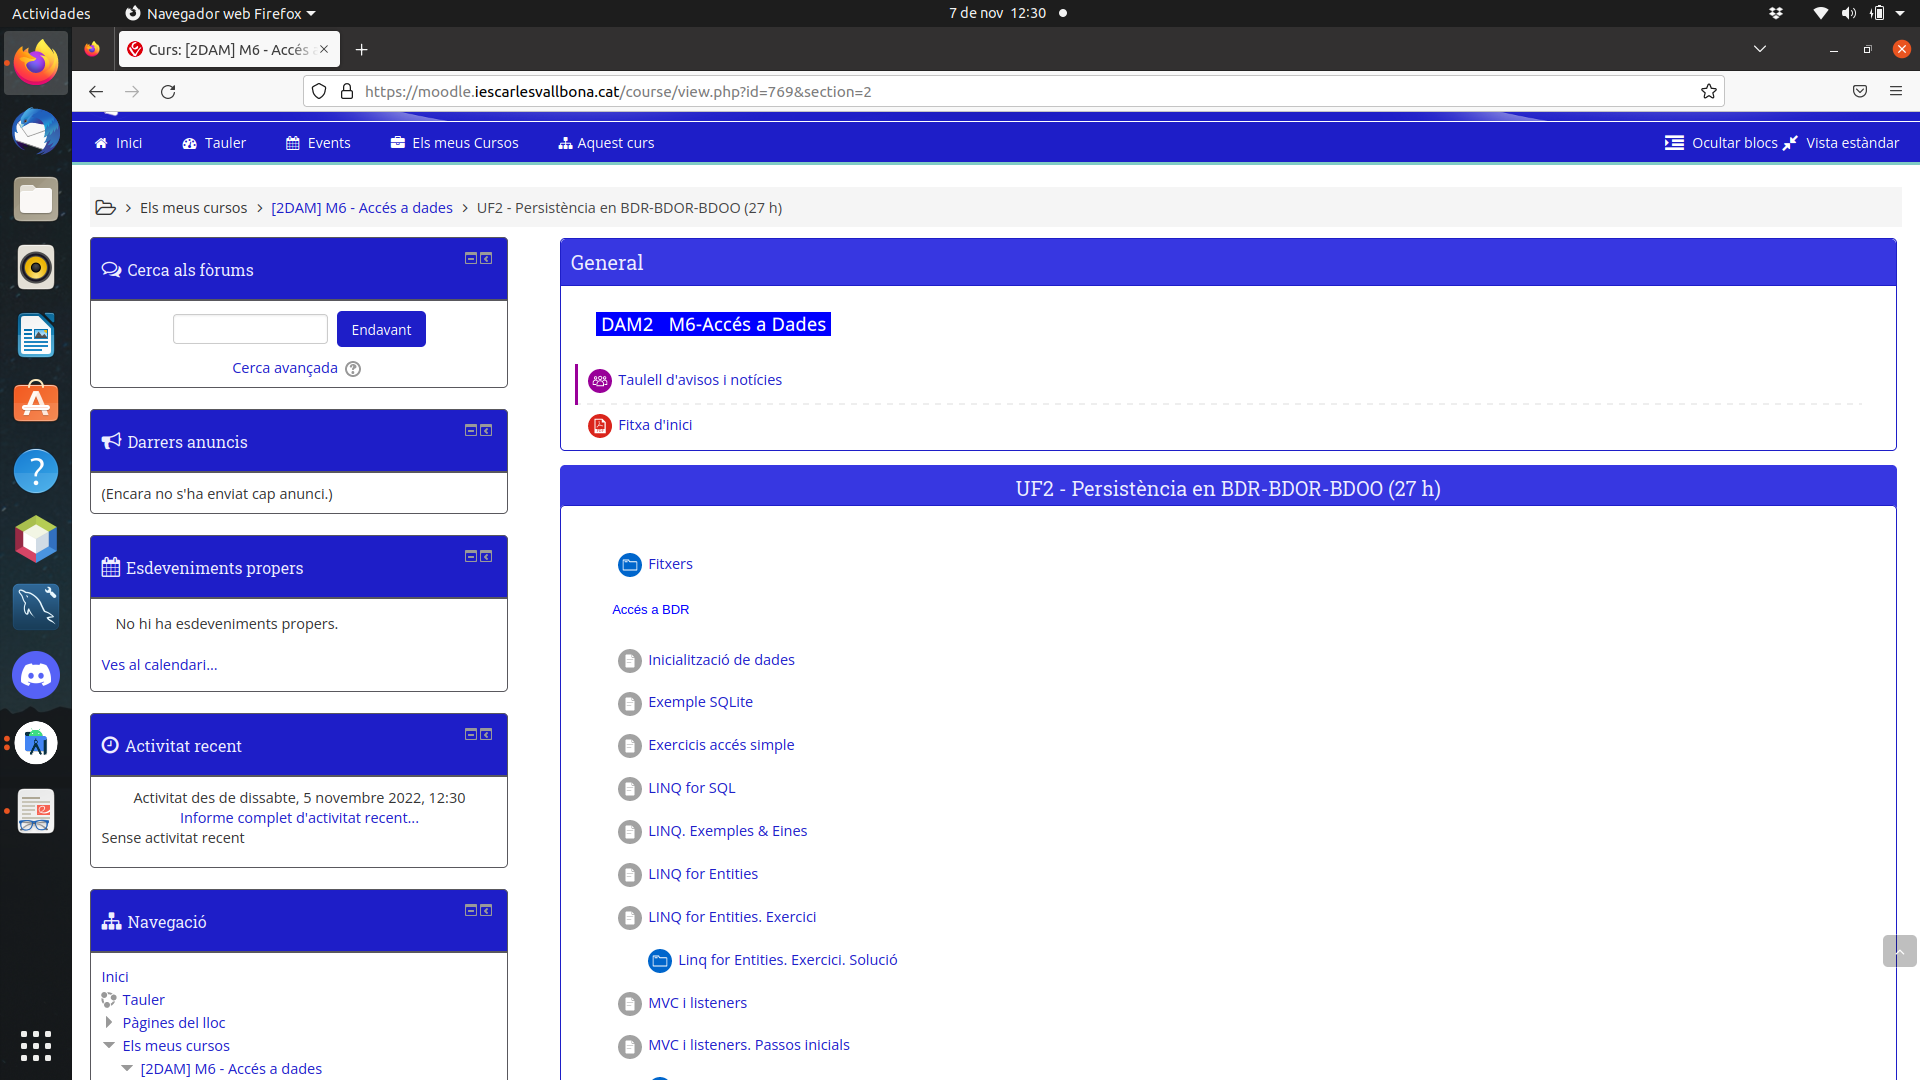 Actividades
Navegador web Firefox
7 de nov 12:30
Curs: [2DAM] M6 - Accés
https://moodle.iescarlesvallbona.cat/course/view.php?id=769&section=2
Inici
Tauler
Events
Els meus Cursos
Aquest curs
Ocultar blocs
Vista estàndar
Els meus cursos
[2DAM] M6 - Accés a dades
UF2 - Persistència en BDR-BDOR-BDOO (27 h)
Cerca als fòrums
Endavant
Cerca avançada
Darrers anuncis
(Encara no s'ha enviat cap anunci.)
Esdeveniments propers
No hi ha esdeveniments propers.
Ves al calendari...
Activitat recent
Activitat des de dissabte, 5 novembre 2022, 12:30
Informe complet d'activitat recent...
Sense activitat recent
Navegació
Inici
Tauler
Pàgines del lloc
Els meus cursos
[2DAM] M6 - Accés a dades
General
DAM2 M6-Accés a Dades
Taulell d'avisos i notícies
Fitxa d'inici
UF2 - Persistència en BDR-BDOR-BDOO (27 h)
Fitxers
Accés a BDR
Inicialització de dades
Exemple SQLite
Exercicis accés simple
LINQ for SQL
LINQ. Exemples & Eines
LINQ for Entities
LINQ for Entities. Exercici
Linq for Entities. Exercici. Solució
MVC i listeners
MVC i listeners. Passos inicials